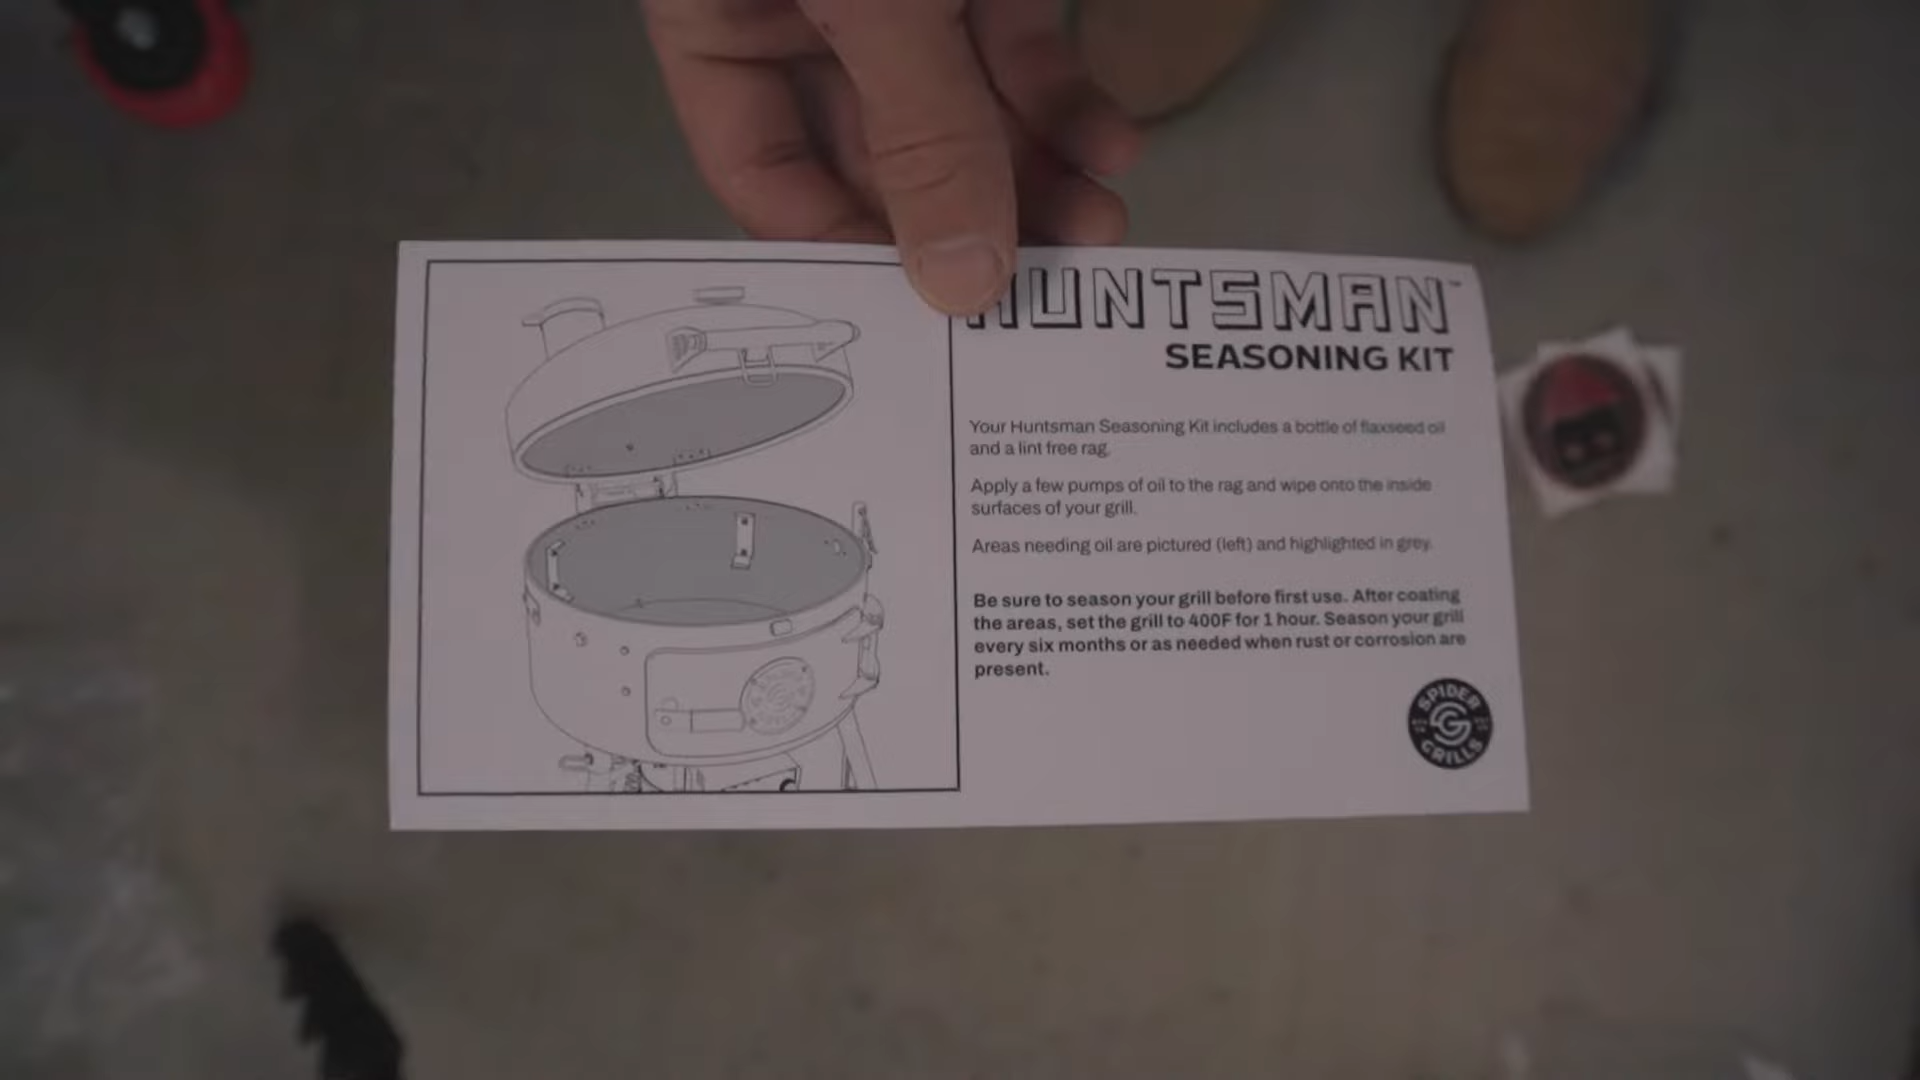 HUNTSMAN™
SEASONING KIT
Your Huntsman Seasoning Kit includes a bottle of flaxseed oil
and a lint free rag.
Apply a few pumps of oil to the rag and wipe onto the inside
surfaces of your grill.
Areas needing oil are pictured (left) and highlighted in grey.
Be sure to season your grill before first use. After coating
the areas, set the grill to 400F for 1 hour. Season your grill
every six months or as needed when rust or corrosion are
present.
SPIDER
GRILLS